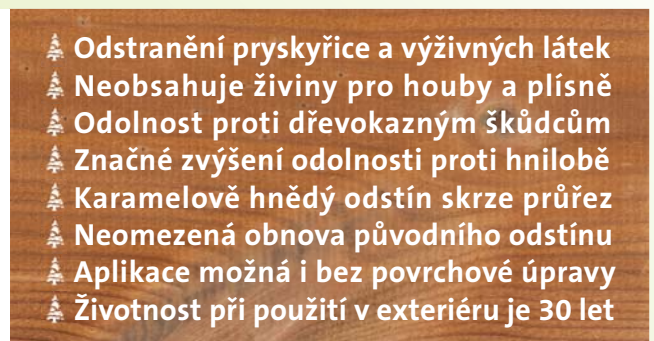 Odstranění pryskyřice a výživných látek
Neobsahuje živiny pro houby a plísně
Odolnost proti dřevokazným škůdcům
Značné zvýšení odolnosti proti hnilobě
Karamelově hnědý odstín skrze průřez
Neomezená obnova původního odstínu
Aplikace možná i bez povrchové úpravy
Životnost při použití v exteriéru je 30 let